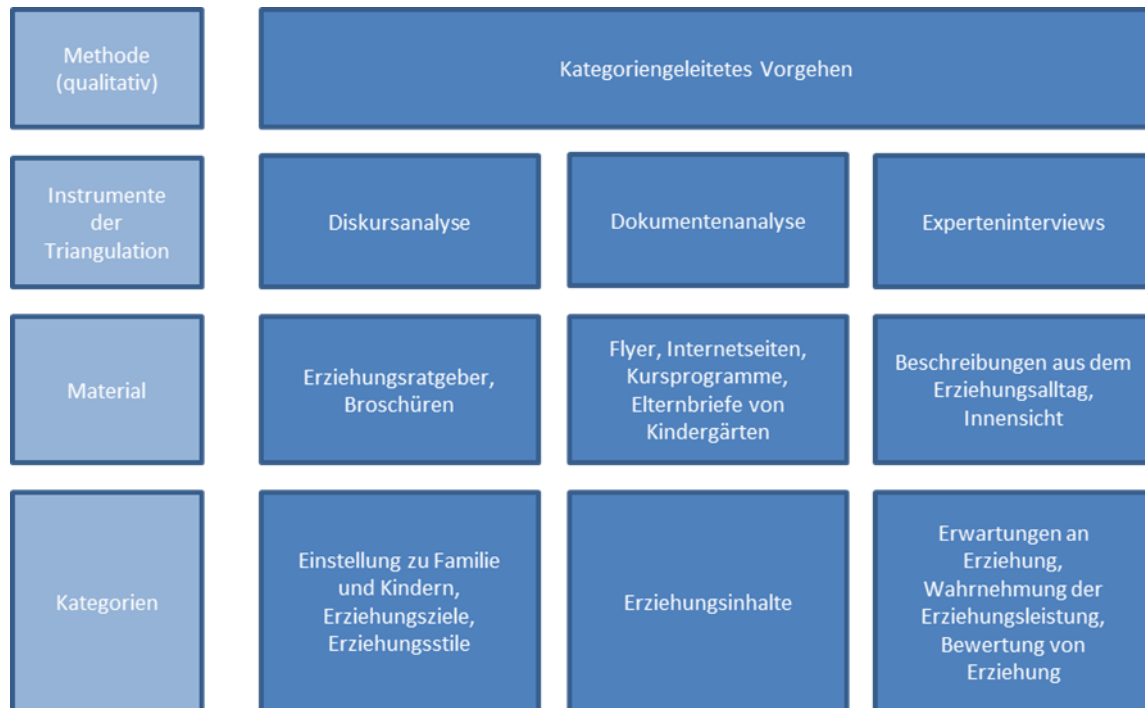 Methode
(qualitativ)
Kategoriengeleitetes Vorgehen
Instrumente
der
Triangulation
Diskursanalyse
Dokumentenanalyse
Experteninterviews
Material
Erziehungsratgeber,
Broschüren
Flyer, Internetseiten,
Kursprogramme,
Elternbriefe von
Kindergärten
Beschreibungen aus dem
Erziehungsalltag,
Innensicht
Kategorien
Einstellung zu Familie
und Kindern,
Erziehungsziele,
Erziehungsstile
Erziehungsinhalte
Erwartungen an
Erziehung,
Wahrnehmung der
Erziehungsleistung,
Bewertung von
Erziehung